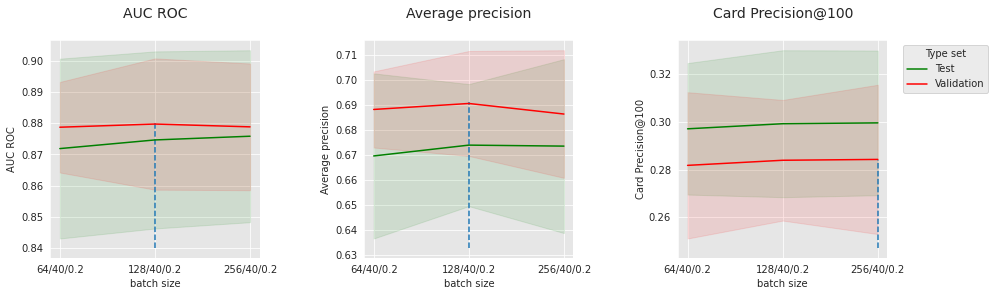 AUC ROC
Average precision
Card Precision@100
AUC ROC
0.90
0.89
0.88
0.87
0.86
0.85
0.84
64/40/0.2
128/40/0.2
256/40/0.2
batch size
Average precision
0.71
0.70
0.69
0.68
0.67
0.66
0.65
0.64
0.63
64/40/0.2
128/40/0.2
256/40/0.2
batch size
Card Precision@100
0.32
0.30
0.28
0.26
64/40/0.2
128/40/0.2
256/40/0.2
batch size
Type set
Test
Validation